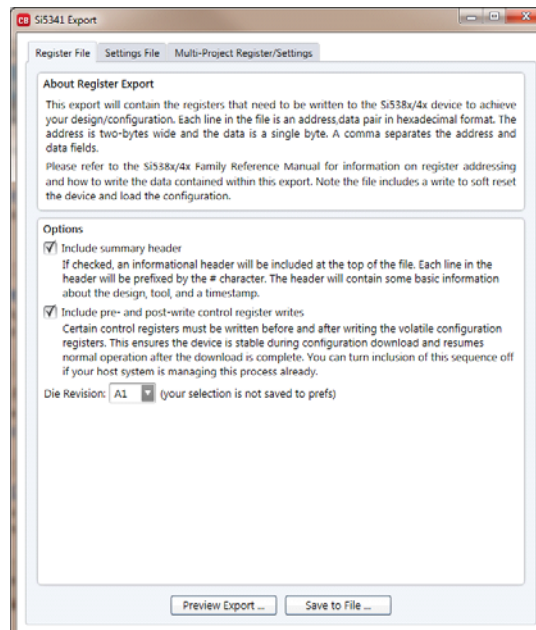 CB Si5341 Export
Register File Settings File Multi-Project Register/Settings
About Register Export
This export will contain the registers that need to be written to the Si538x/4x device to achieve
your design/configuration. Each line in the file is an address,data pair in hexadecimal format. The
address is two-bytes wide and the data is a single byte. A comma separates the address and
data fields.
Please refer to the Si538x/4x Family Reference Manual for information on register addressing
and how to write the data contained within this export. Note the file includes a write to soft reset
the device and load the configuration.
Options
Include summary header
If checked, an informational header will be included at the top of the file. Each line in the
header will be prefixed by the # character. The header will contain some basic information
about the design, tool, and a timestamp.
Include pre- and post-write control register writes
Certain control registers must be written before and after writing the volatile configuration
registers. This ensures the device is stable during configuration download and resumes
normal operation after the download is complete. You can turn inclusion of this sequence off
if your host system is managing this process already.
Die Revision: A1 (your selection is not saved to prefs)
Preview Export ... Save to File ...